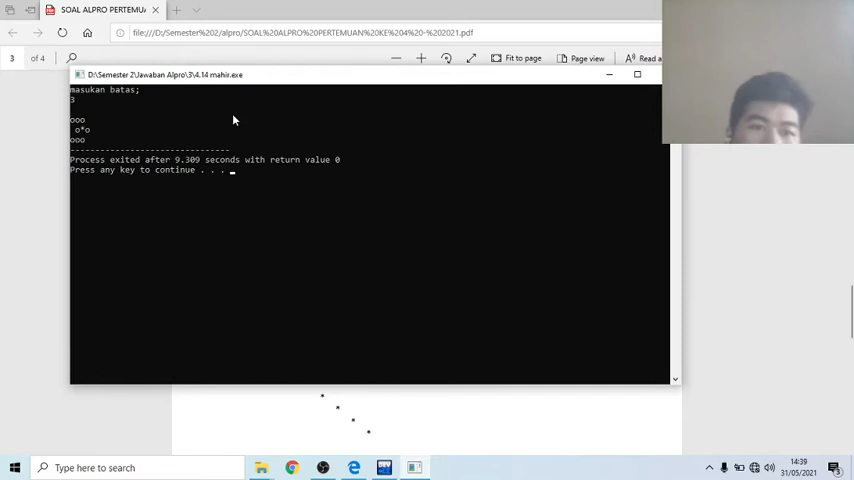 SOAL ALPRO PERTEMUA
file:///D:/Semester%202/alpro/SOAL%20ALPRO%20PERTEMUAN%20KE%204%20-%202021.pdf
3 of 4
Fit to page
Page view
Read a
D:\Semester 2\Jawaban Alpro\3\4.14 mahir.exe
masukan batas;
3
ooo
o*o
ooo
--------------------------------
Process exited after 9.309 seconds with return value 0
Press any key to continue . . . _
*
*
*
*
Type here to search
14:39
31/05/2021